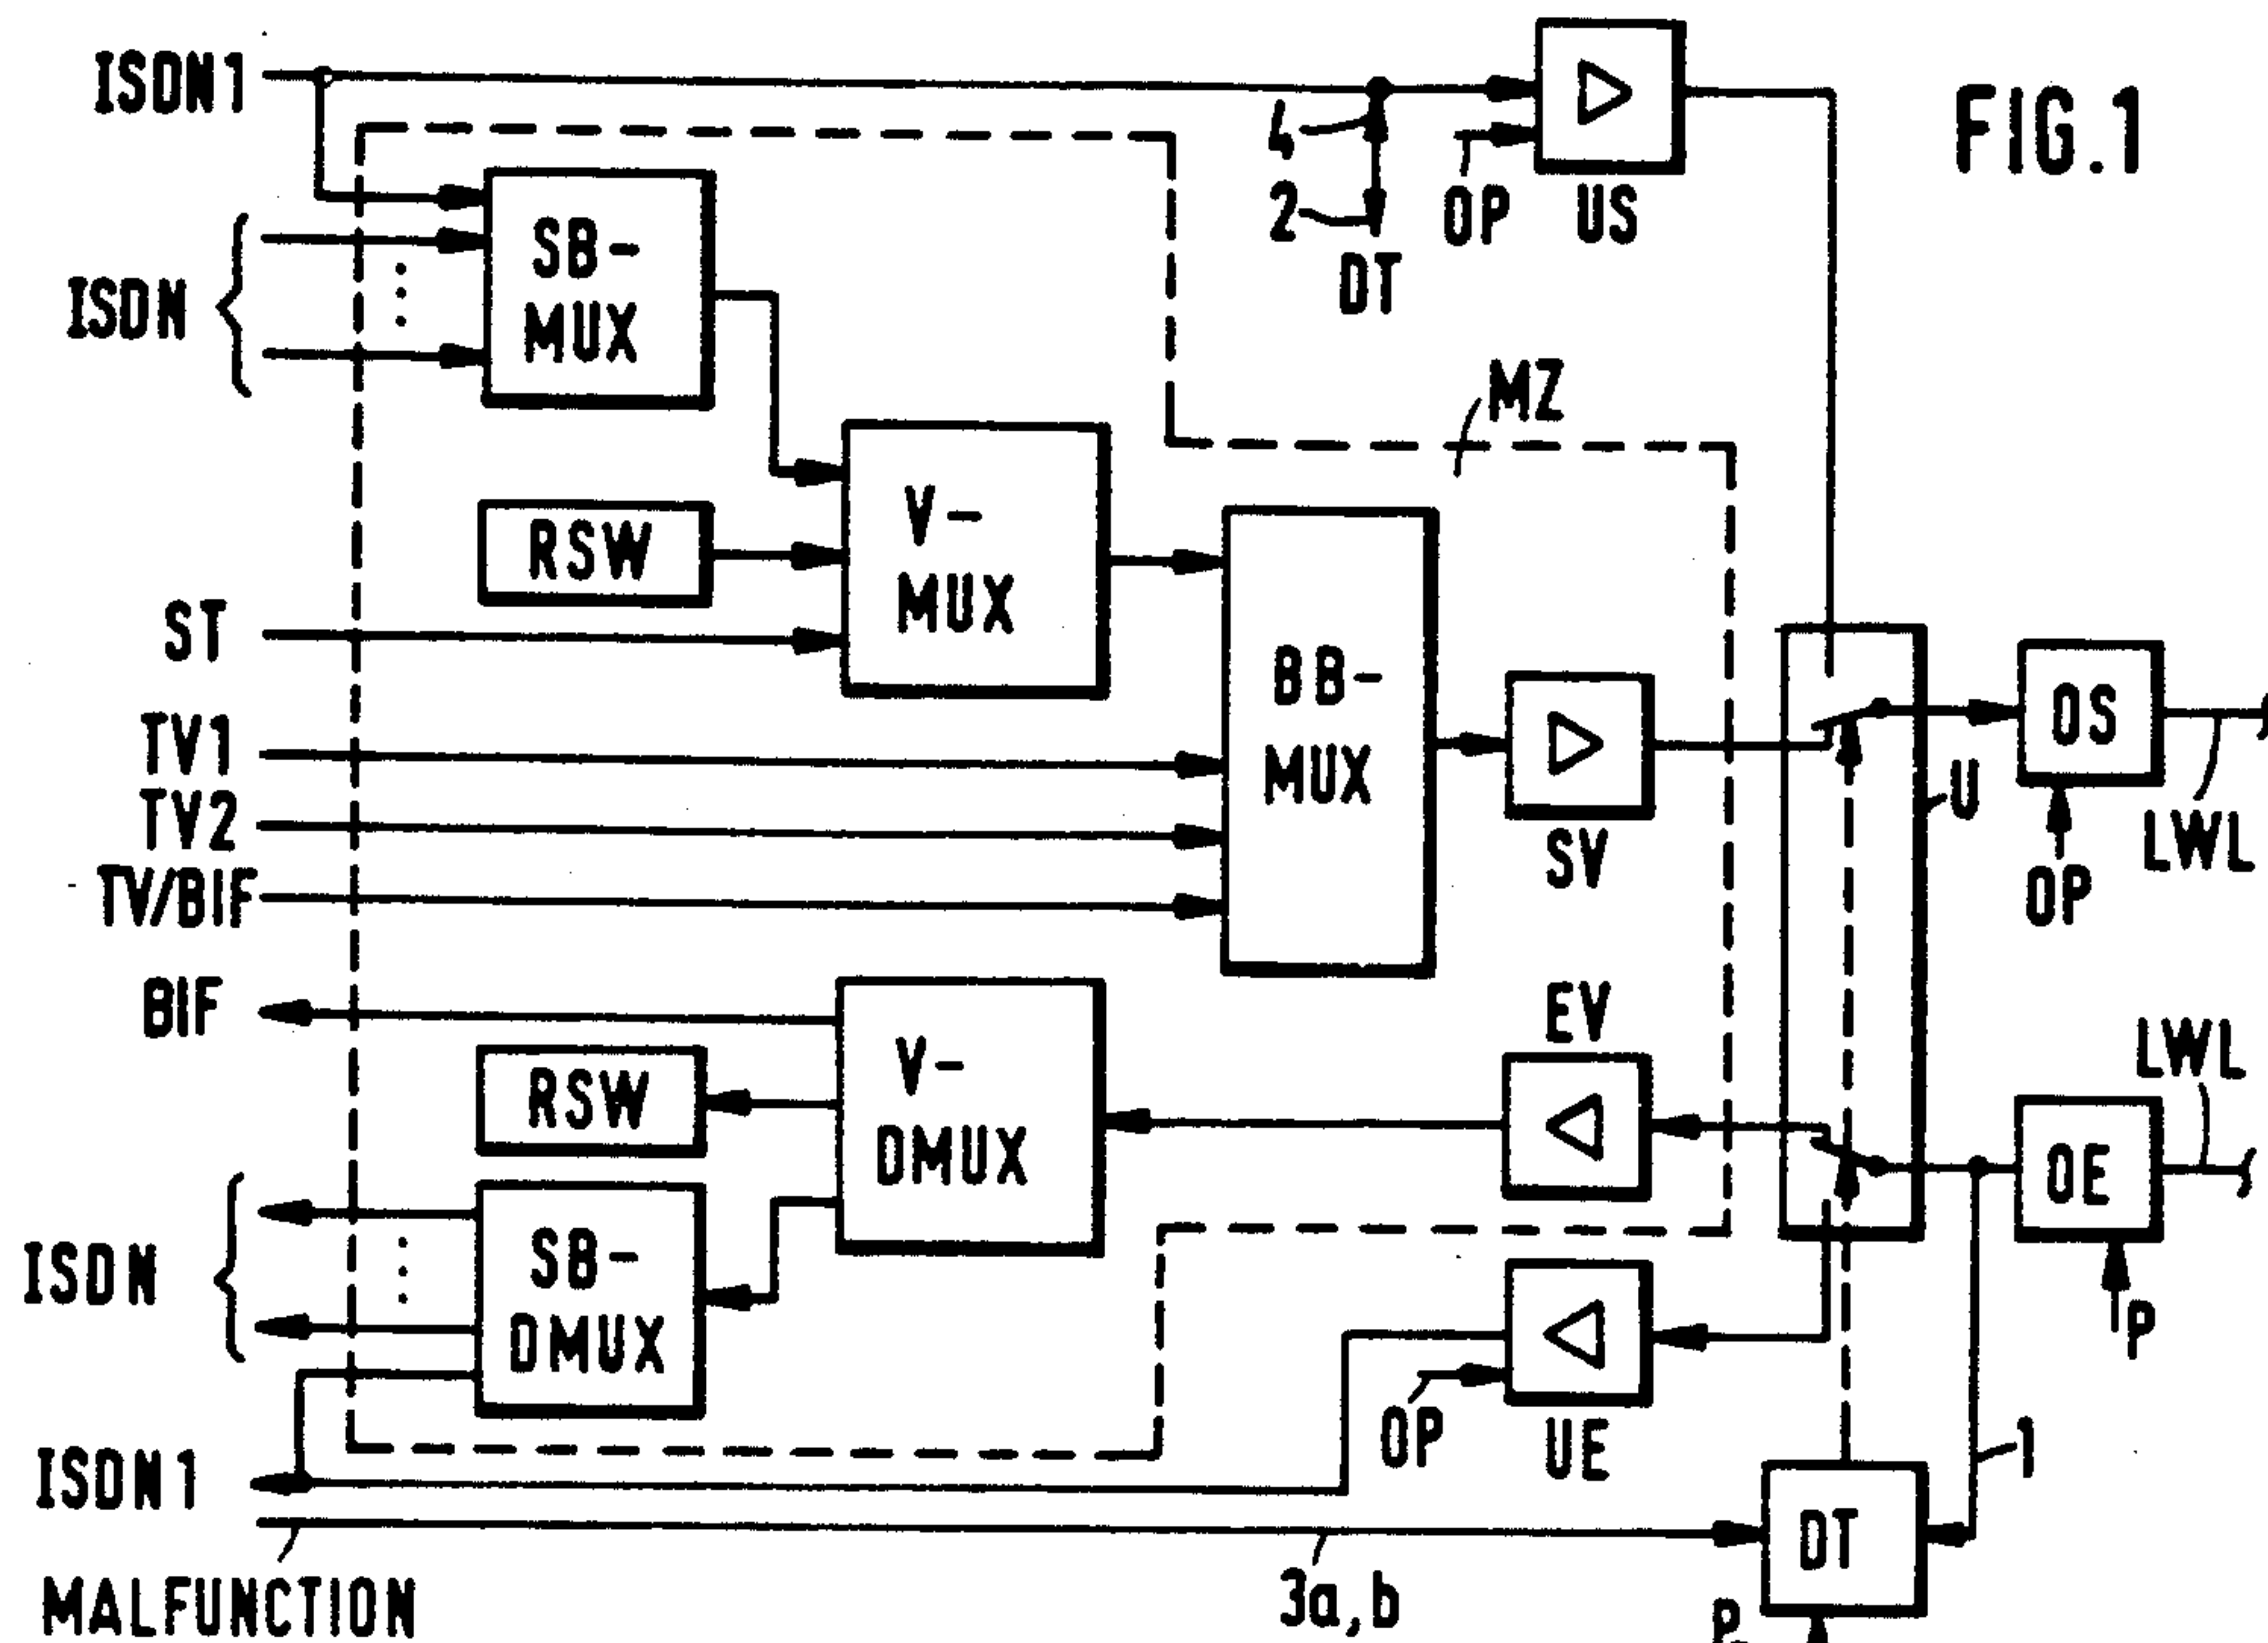 ISDN1
FIG.1
4
2
OP
US
DT
ISDN
SB-
MUX
MZ
RSW
V-
MUX
ST
BB-
MUX
OS
TV1
TV2
TV/BIF
SV
U
LWL
OP
BIF
EV
LWL
RSW
V-
DMUX
OE
ISDN
SB-
DMUX
P
OP
UE
1
ISDN1
DT
MALFUNCTION
3a,b
P